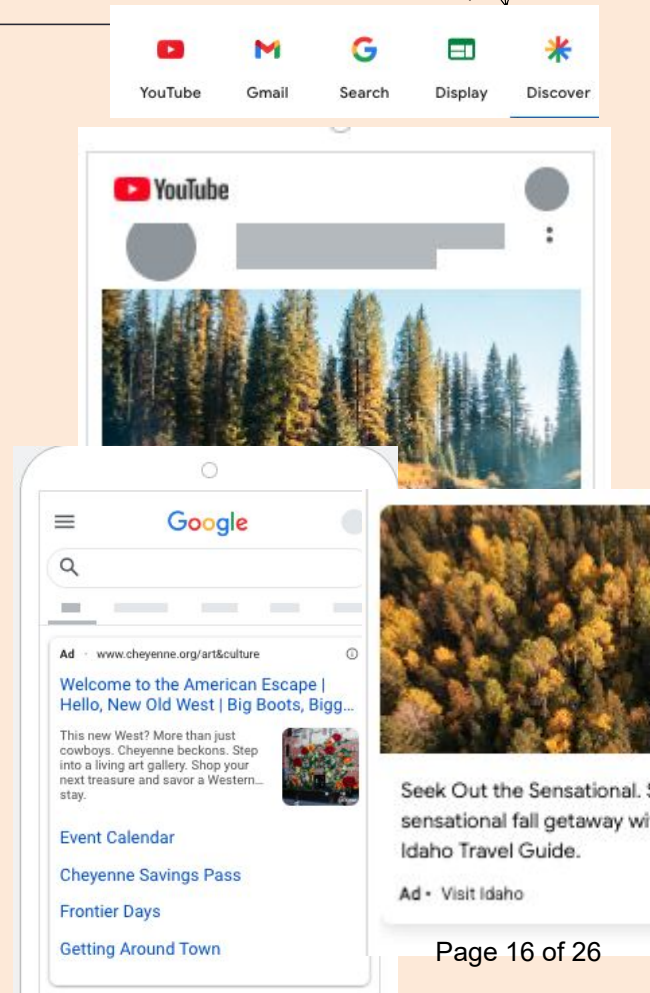 YouTube Gmail Search Display Discover
YouTube
Google
Ad · www.cheyenne.org/art&culture
Welcome to the American Escape |
Hello, New Old West | Big Boots, Bigg...
This new West? More than just
cowboys. Cheyenne beckons. Step
into a living art gallery. Shop your
next treasure and savor a Western...
stay.
Event Calendar
Cheyenne Savings Pass
Frontier Days
Getting Around Town
Seek Out the Sensational.
sensational fall getaway
Idaho Travel Guide.
Ad · Visit Idaho
Page 16 of 26